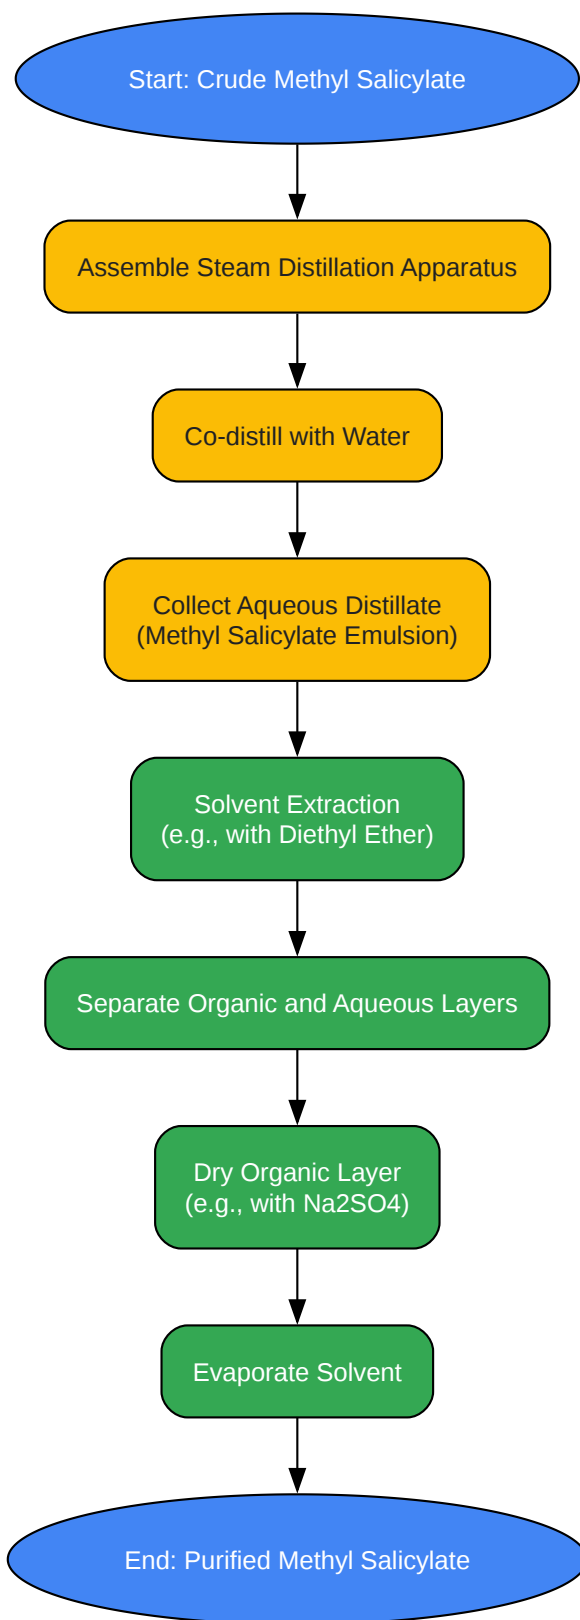 Start: Crude Methyl Salicylate
Assemble Steam Distillation Apparatus
Co-distill with Water
Collect Aqueous Distillate
(Methyl Salicylate Emulsion)
Solvent Extraction
(e.g., with Diethyl Ether)
Separate Organic and Aqueous Layers
Dry Organic Layer
(e.g., with Na2SO4)
Evaporate Solvent
End: Purified Methyl Salicylate